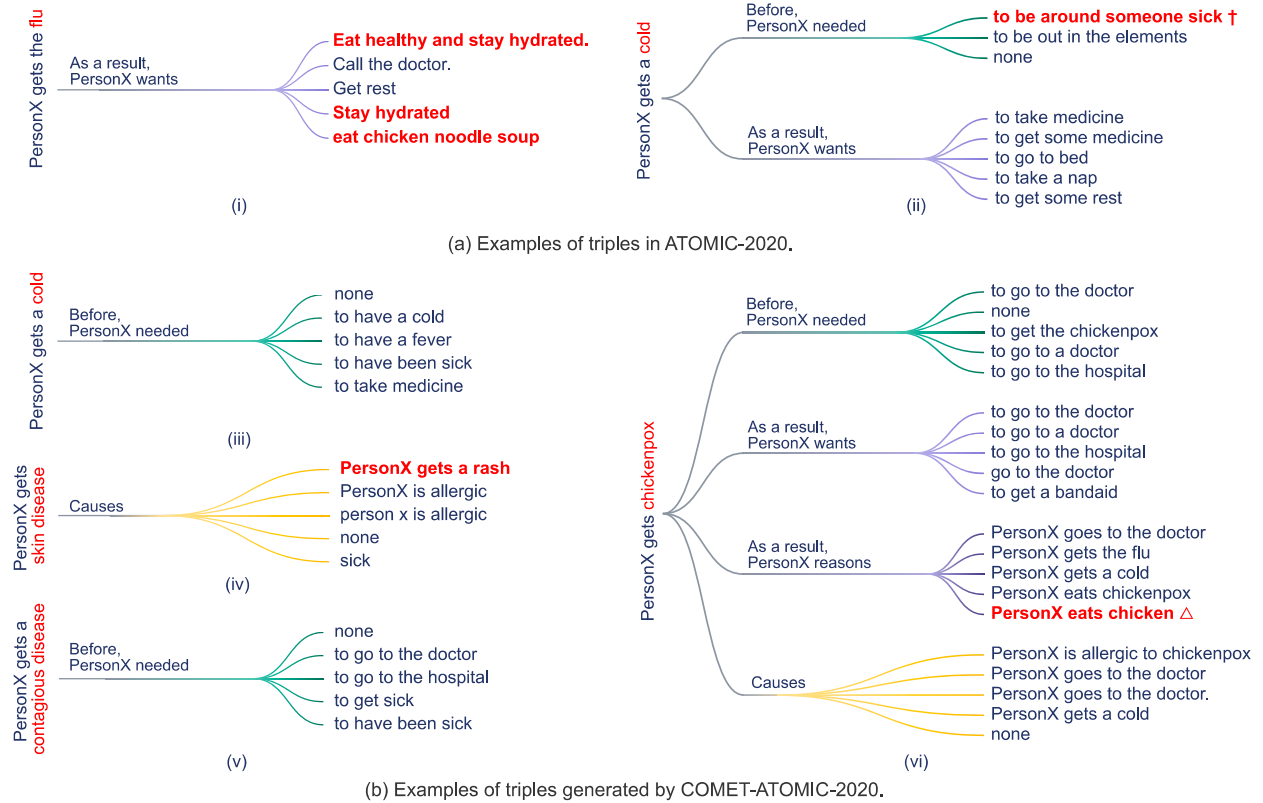 PersonX gets the flu
As a result,
PersonX wants
Eat healthy and stay hydrated.
Call the doctor.
Get rest
Stay hydrated
eat chicken noodle soup
(i)
PersonX gets a cold
Before,
PersonX needed
to be around someone sick †
to be out in the elements
none
As a result,
PersonX wants
to take medicine
to get some medicine
to go to bed
to take a nap
to get some rest
(ii)
(a) Examples of triples in ATOMIC-2020.
PersonX gets a cold
Before,
PersonX needed
none
to have a cold
to have a fever
to have been sick
to take medicine
(iii)
PersonX gets
skin disease
Causes
PersonX gets a rash
PersonX is allergic
person x is allergic
none
sick
(iv)
PersonX gets a
contagious disease
Before,
PersonX needed
none
to go to the doctor
to go to the hospital
to get sick
to have been sick
(v)
PersonX gets chickenpox
Before,
PersonX needed
to go to the doctor
none
to get the chickenpox
to go to a doctor
to go to the hospital
As a result,
PersonX wants
to go to the doctor
to go to a doctor
to go to the hospital
go to the doctor
to get a bandaid
As a result,
PersonX reasons
PersonX goes to the doctor
PersonX gets the flu
PersonX gets a cold
PersonX eats chickenpox
PersonX eats chicken △
Causes
PersonX is allergic to chickenpox
PersonX goes to the doctor
PersonX goes to the doctor.
PersonX gets a cold
none
(vi)
(b) Examples of triples generated by COMET-ATOMIC-2020.